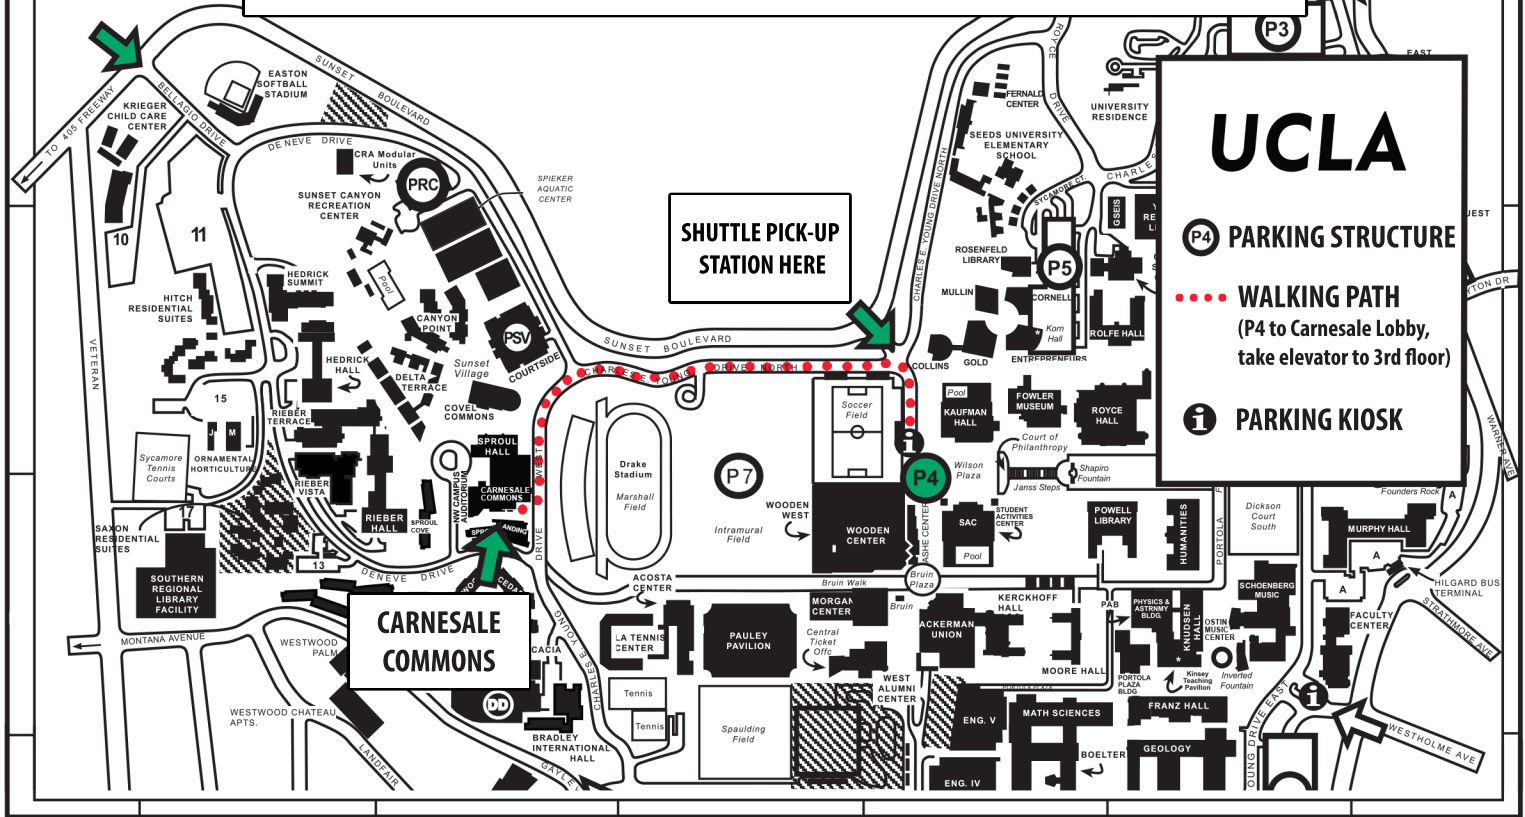 P3
EAST
TO 405 FREEWAY
BELLAGIO DRIVE
SUNSET
BOULEVARD
EASTON
SOFTBALL
STADIUM
KRIEGER
CHILD CARE
CENTER
DE NEVE DRIVE
CRA Modular
Units
PRC
SUNSET CANYON
RECREATION
CENTER
SPIEKER
AQUATIC
CENTER
ROYCE
DRIVE
FERNALD
CENTER
UNIVERSITY
RESIDENCE
SEEDS UNIVERSITY
ELEMENTARY
SCHOOL
SYCAMORE CT.
CHARLES
GSEIS
UCLA
P4 PARKING STRUCTURE
WALKING PATH
(P4 to Carnesale Lobby,
take elevator to 3rd floor)
i PARKING KIOSK
SHUTTLE PICK-UP
STATION HERE
CHARLES E. YOUNG DRIVE NORTH
ROSENFELD
LIBRARY
P5
MULLIN
CORNELL
Korn
Hall
ROLFE HALL
ENTREPRENEURS
COLLINS
GOLD
10
11
Pool
HEDRICK
SUMMIT
HITCH
RESIDENTIAL
SUITES
CANYON
POINT
PSV
COURTSIDE
SUNSET BOULEVARD
CHARLES E. YOUNG DRIVE NORTH
VETERAN
HEDRICK
HALL
DELTA
TERRACE
Sunset
Village
COVEL
COMMONS
15
J
M
RIEBER
TERRACE
ORNAMENTAL
HORTICULTURE
Sycamore
Tennis
Courts
RIEBER
VISTA
RIEBER
HALL
SPROUL
COVE
NW CAMPUS
AUDITORIUM
SPROUL
HALL
CARNESALE
COMMONS
DRIVE WEST
Drake
Stadium
Marshall
Field
P7
Intramural
Field
Soccer
Field
i
P4
WOODEN
WEST
WOODEN
CENTER
ASHE CENTER
Wilson
Plaza
Pool
KAUFMAN
HALL
FOWLER
MUSEUM
ROYCE
HALL
Court of
Philanthropy
Janss Steps
Shapiro
Fountain
SAC
Pool
STUDENT
ACTIVITIES
CENTER
POWELL
LIBRARY
HUMANITIES
PORTOLA
Dickson
Court
South
Founders Rock
A
MURPHY HALL
A
A
WARNER AVE
HILGARD BUS
TERMINAL
STRATHMORE AVE
SAXON
RESIDENTIAL
SUITES
17
13
DE NEVE DRIVE
SOUTHERN
REGIONAL
LIBRARY
FACILITY
MONTANA AVENUE
CARNESALE
COMMONS
WESTWOOD
PALM
WESTWOOD CHATEAU
APTS.
LANDFAIR
DD
BRADLEY
INTERNATIONAL
HALL
GAYLEY
CHARLES E. YOUNG
ACOSTA
CENTER
LA TENNIS
CENTER
Tennis
Tennis
PAULEY
PAVILION
Spaulding
Field
Bruin Walk
Bruin
Plaza
MORGAN
CENTER
Bruin
Central
Ticket
Offc
ACKERMAN
UNION
WEST
ALUMNI
CENTER
KERCKHOFF
HALL
MOORE HALL
PAB
PHYSICS &
ASTRNMY
BLDG.
KNUDSEN
HALL
PORTOLA
PLAZA
BLDG
Kinsey
Teaching
Pavilion
OSTIN
MUSIC
CENTER
Inverted
Fountain
SCHOENBERG
MUSIC
FACULTY
CENTER
i
WESTHOLME AVE
OUNG DRIVE EAST
ENG. V
ENG. IV
MATH SCIENCES
BOELTER
FRANZ HALL
GEOLOGY